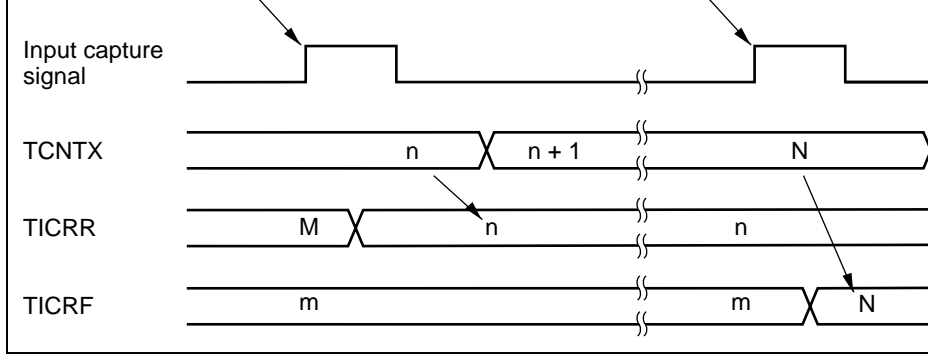 Input capture
signal
TCNTX n n + 1 N
TICRR M n n
TICRF m m N